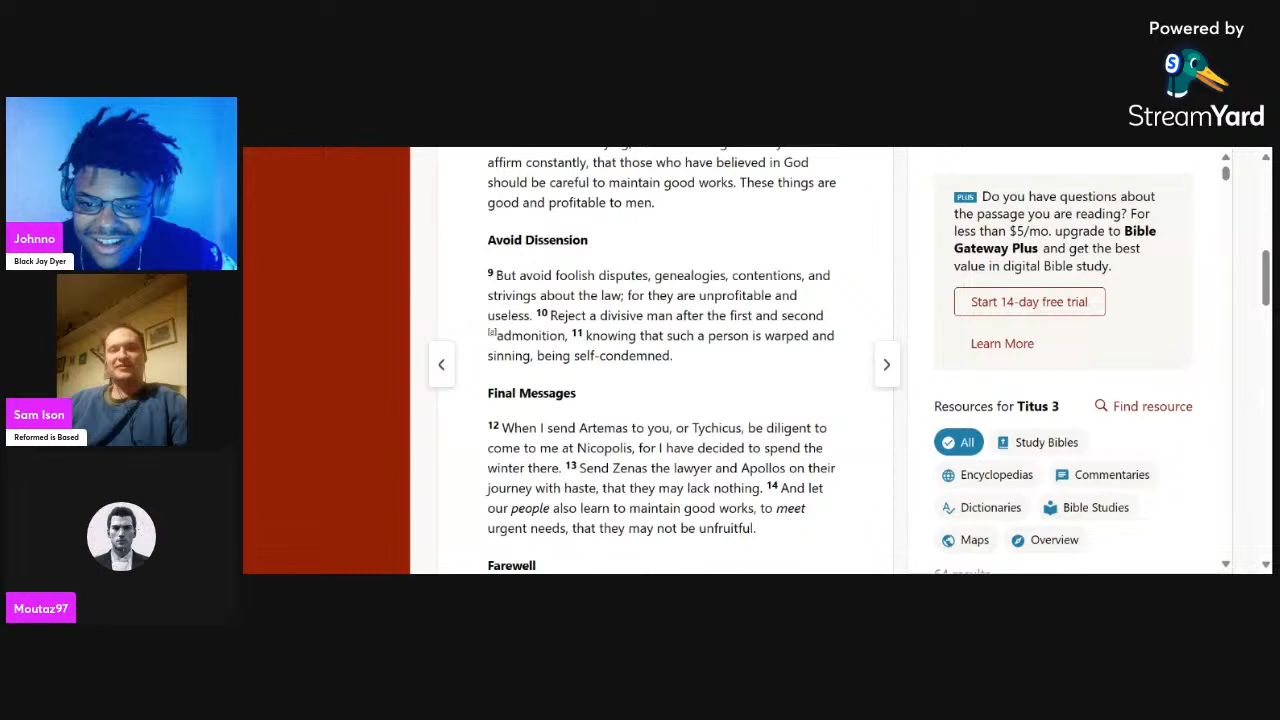 Powered by
StreamYard
Johnno
Black Jay Dyer
Sam Ison
Reformed is Based
Moutaz97
affirm constantly, that those who have believed in God
should be careful to maintain good works. These things are
good and profitable to men.
Avoid Dissension
9 But avoid foolish disputes, genealogies, contentions, and
strivings about the law; for they are unprofitable and
useless. 10 Reject a divisive man after the first and second
admonition, 11 knowing that such a person is warped and
sinning, being self-condemned.
Final Messages
12 When I send Artemas to you, or Tychicus, be diligent to
come to me at Nicopolis, for I have decided to spend the
winter there. 13 Send Zenas the lawyer and Apollos on their
journey with haste, that they may lack nothing. 14 And let
our people also learn to maintain good works, to meet
urgent needs, that they may not be unfruitful.
Farewell
PLUS Do you have questions about
the passage you are reading? For
less than $5/mo. upgrade to Bible
Gateway Plus and get the best
value in digital Bible study.
Start 14-day free trial
Learn More
Resources for Titus 3
Find resource
All
Study Bibles
Encyclopedias
Commentaries
Dictionaries
Bible Studies
Maps
Overview